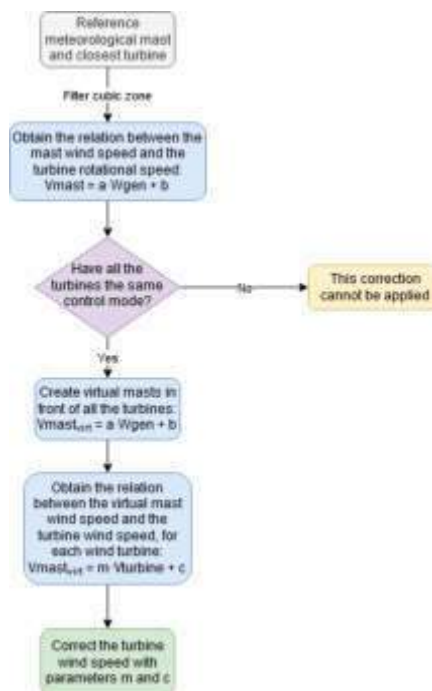 Reference
meteorological mast
and closest turbine
Filter cubic zone
Obtain the relation between the
mast wind speed and the
turbine rotational speed:
Vmast = a Wgen + b
Have all the
turbines the same
control mode?
No
This correction
cannot be applied
Yes
Create virtual masts in
front of all the turbines:
Vmastvirt = a Wgen + b
Obtain the relation
between the virtual mast
wind speed and the
turbine wind speed, for
each wind turbine:
Vmastvirt = m Vturbine + c
Correct the turbine
wind speed with
parameters m and c